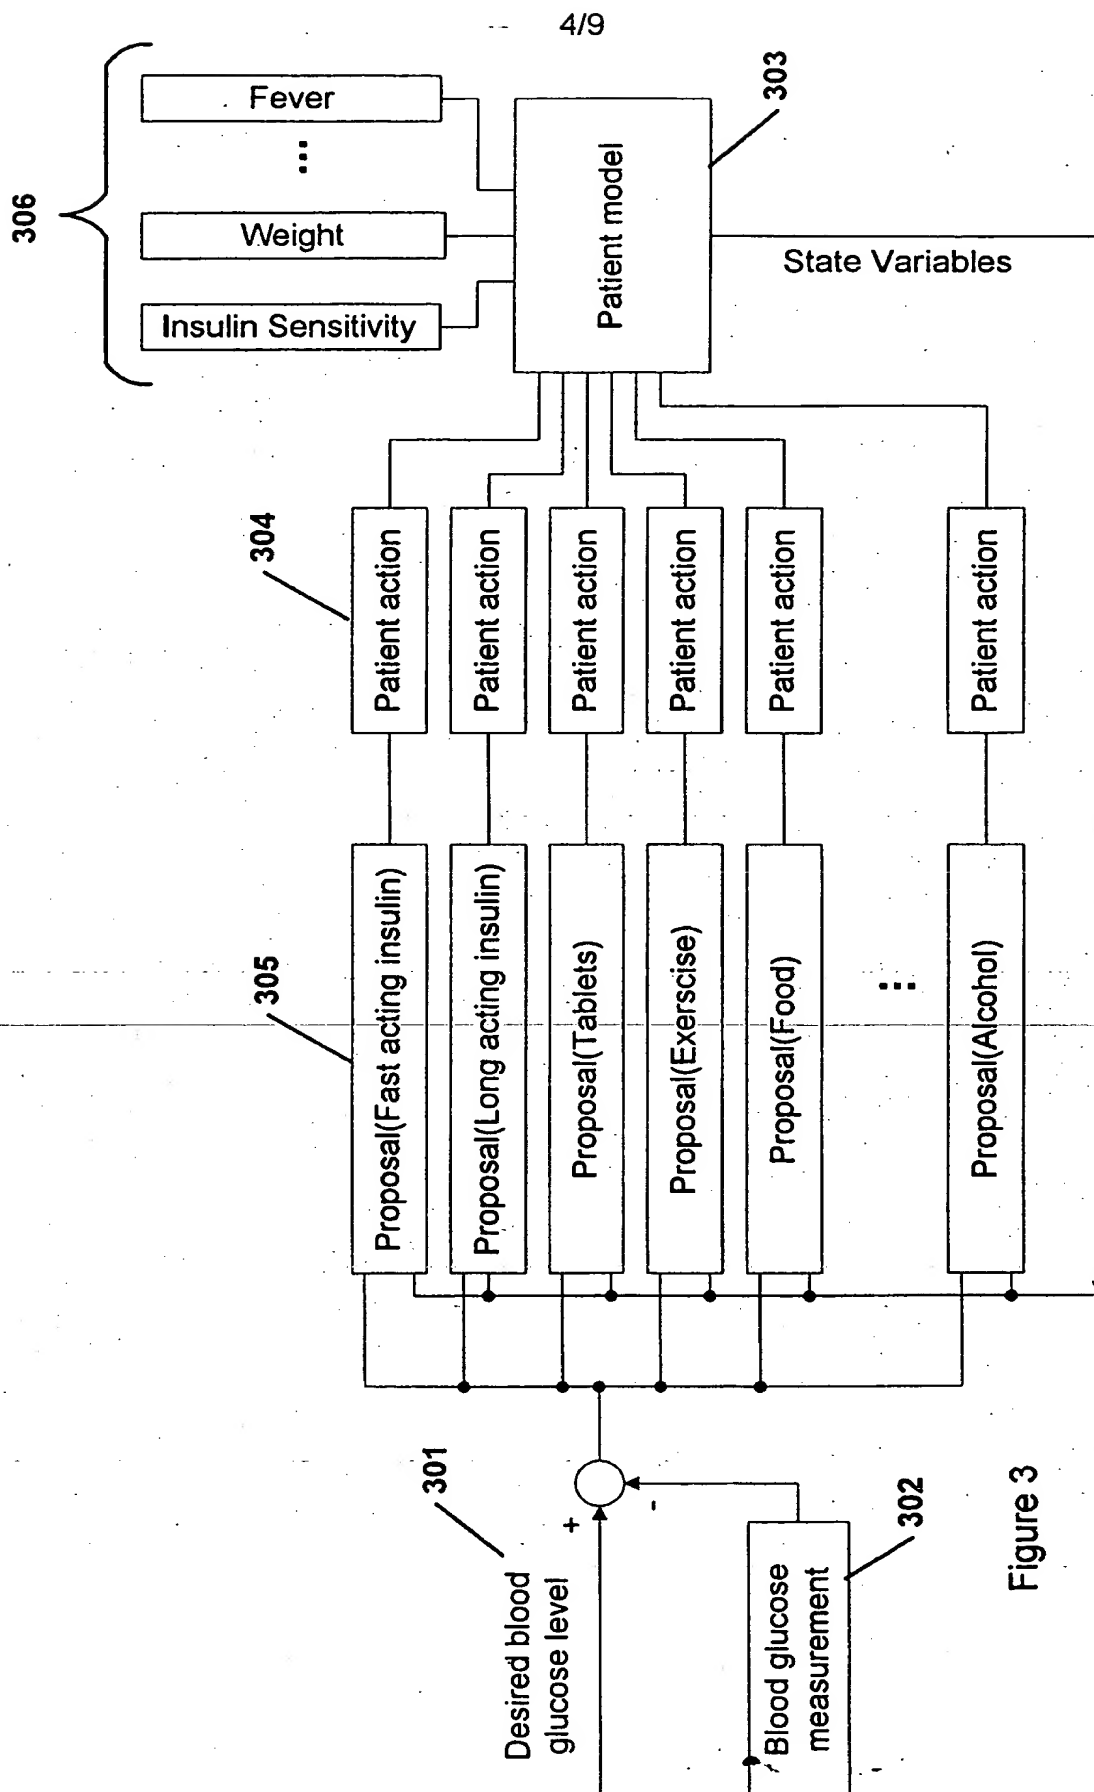 4/9
306
Fever
...
Weight
Insulin Sensitivity
303
Patient model
State Variables
304
Patient action
Patient action
Patient action
Patient action
Patient action
Patient action
305
Proposal(Fast acting insulin)
Proposal(Long acting insulin)
Proposal(Tablets)
Proposal(Exerscise)
Proposal(Food)
...
Proposal(Alcohol)
301
Desired blood
glucose level
+
-
302
Blood glucose
measurement
Figure 3